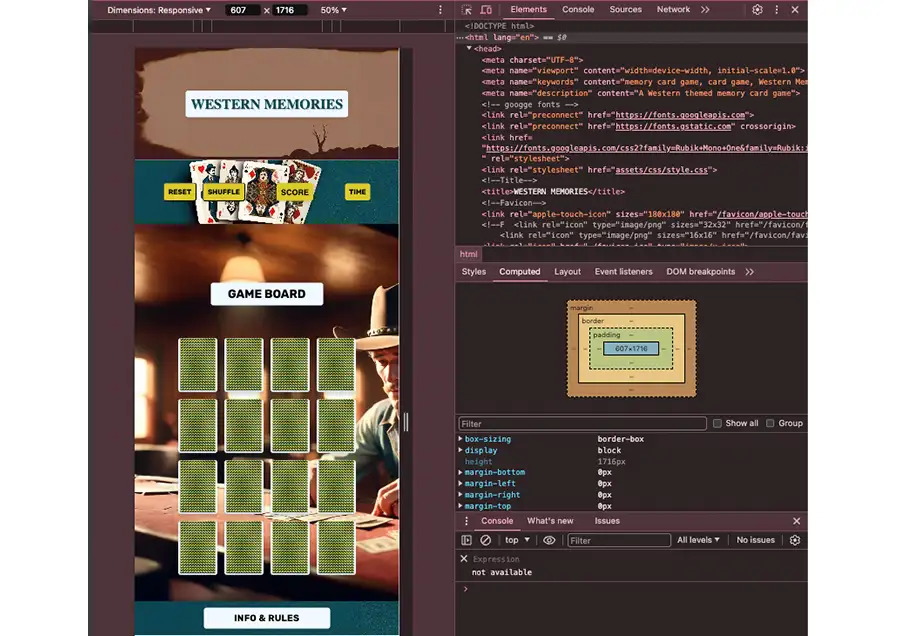 Dimensions: Responsive ▼ 607 × 1716 50% ▼
Elements Console Sources Network
<!DOCTYPE html>
<html lang="en"> == $0
<head>
<meta charset="UTF-8">
<meta name="viewport" content="width=device-width, initial-scale=1.0">
<meta name="keywords" content="memory card game, card game, Western Mem
<meta name="description" content="A Western themed memory card game">
<!-- googge fonts -->
<link rel="preconnect" href="https://fonts.googleapis.com">
<link rel="preconnect" href="https://fonts.gstatic.com" crossorigin>
<link href=
"https://fonts.googleapis.com/css2?family=Rubik+Mono+One&family=Rubik:i
" rel="stylesheet">
<link rel="stylesheet" href="assets/css/style.css">
<!--Title-->
<title>WESTERN MEMORIES</title>
<!--Favicon-->
<link rel="apple-touch-icon" sizes="180x180" href="/favicon/apple-touch
<!--F <link rel="icon" type="image/png" sizes="32x32" href="/favicon/fav
<link rel="icon" type="image/png" sizes="16x16" href="/favicon/favi
html
Styles Computed Layout Event listeners DOM breakpoints
margin –
border –
padding –
607×1716
Filter Show all Group
box-sizing border-box
display block
height 1716px
margin-bottom 0px
margin-left 0px
margin-right 0px
margin-top 0px
Console What's new Issues
top ▼ Filter All levels ▼ No issues
Expression
not available
WESTERN MEMORIES
RESET SHUFFLE SCORE TIME
GAME BOARD
INFO & RULES